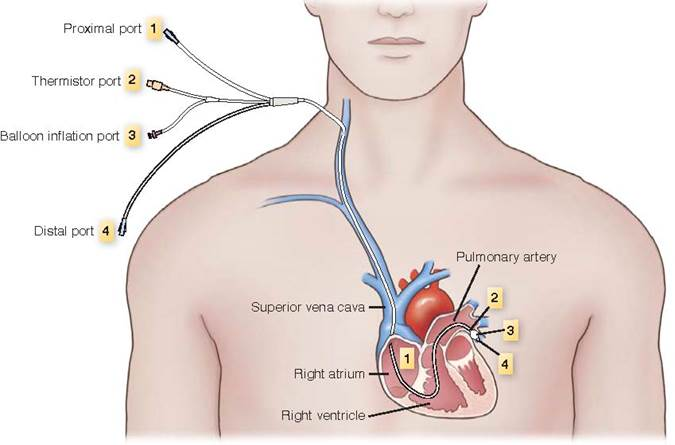 Proximal port 1
Thermistor port 2
Balloon inflation port 3
Distal port 4
Pulmonary artery
2
Superior vena cava
3
1
4
Right atrium
Right ventricle